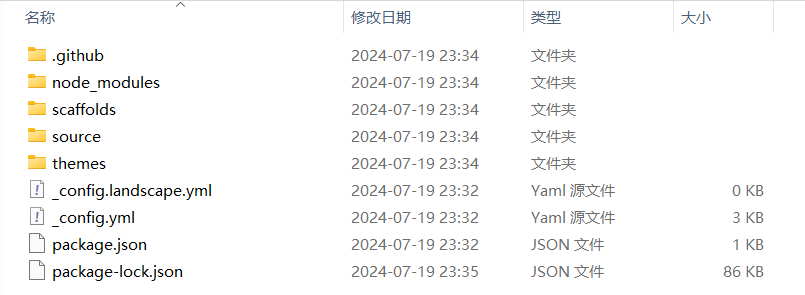 名称 修改日期 类型 大小
.github 2024-07-19 23:34 文件夹
node_modules 2024-07-19 23:34 文件夹
scaffolds 2024-07-19 23:34 文件夹
source 2024-07-19 23:34 文件夹
themes 2024-07-19 23:34 文件夹
_config.landscape.yml 2024-07-19 23:32 Yaml 源文件 0 KB
_config.yml 2024-07-19 23:32 Yaml 源文件 3 KB
package.json 2024-07-19 23:32 JSON 文件 1 KB
package-lock.json 2024-07-19 23:35 JSON 文件 86 KB